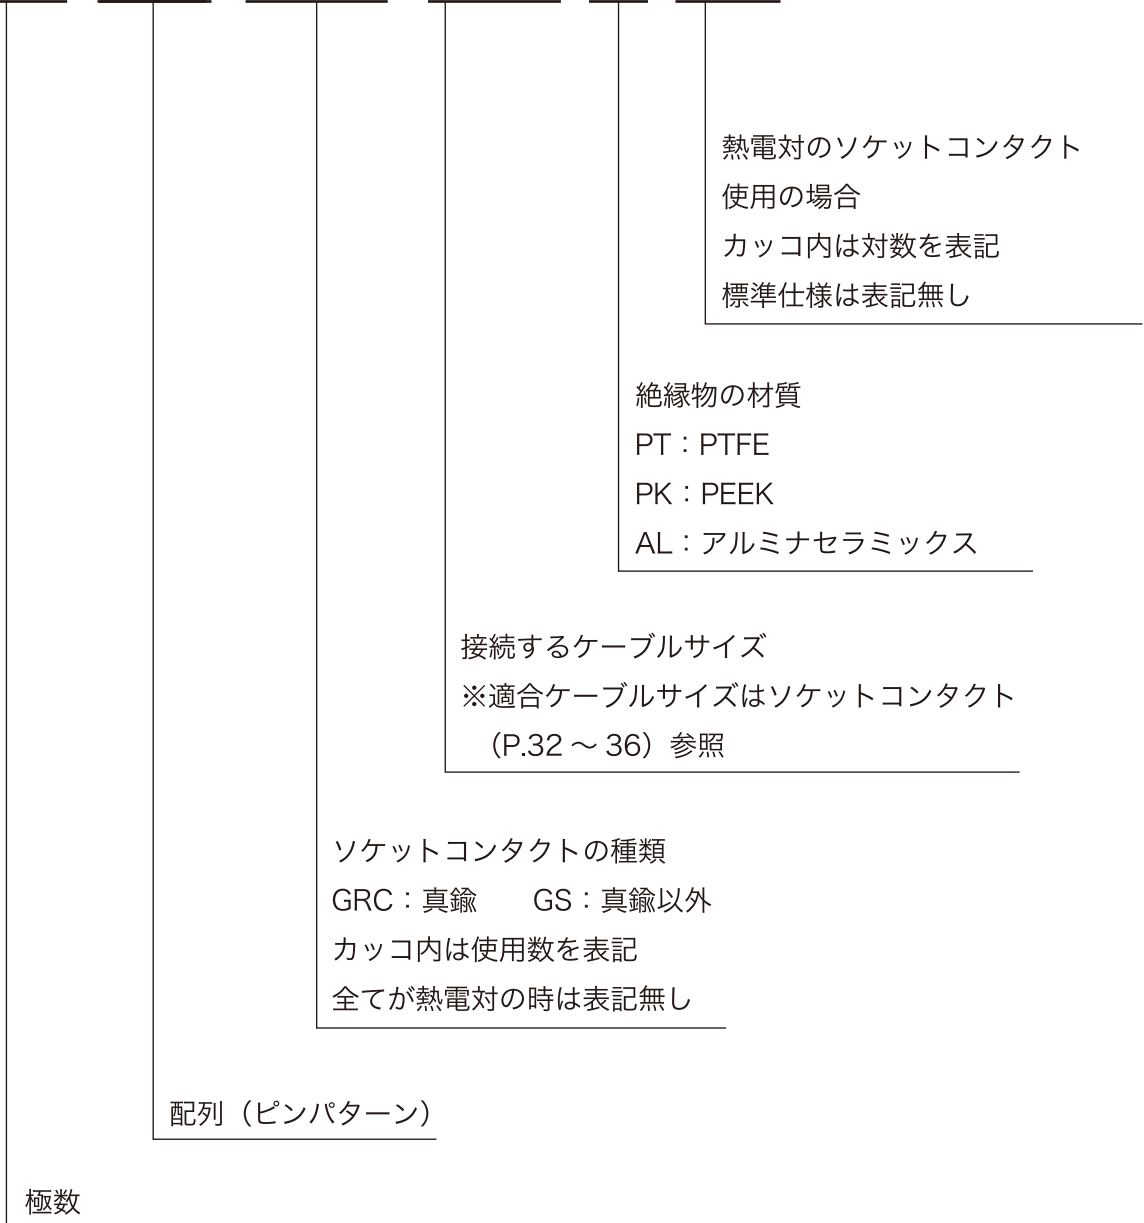 熱電対のソケットコンタクト
使用の場合
カッコ内は対数を表記
標準仕様は表記無し
絶縁物の材質
PT：PTFE
PK：PEEK
AL：アルミナセラミックス
接続するケーブルサイズ
※適合ケーブルサイズはソケットコンタクト
（P.32 〜 36）参照
ソケットコンタクトの種類
GRC：真鍮　　GS：真鍮以外
カッコ内は使用数を表記
全てが熱電対の時は表記無し
配列（ピンパターン）
極数